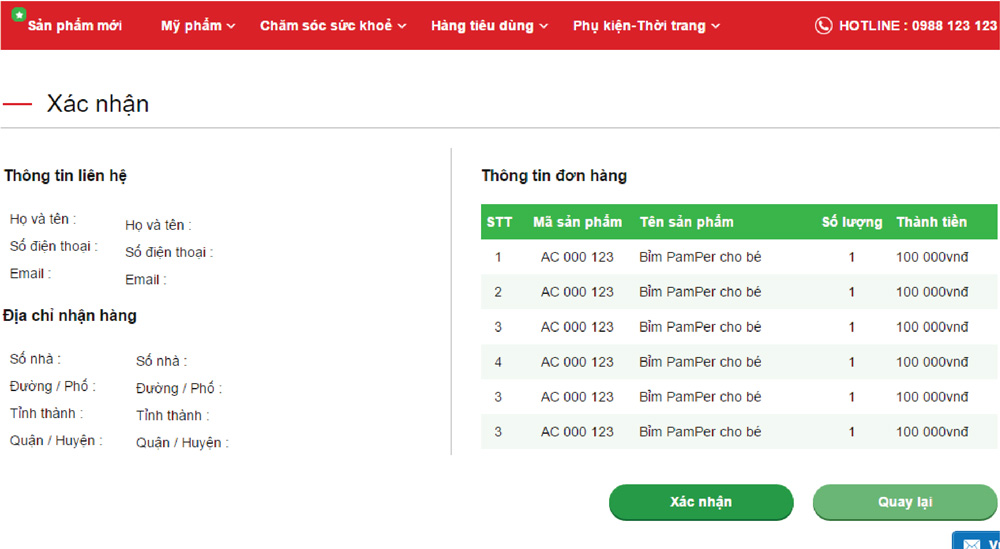 Sản phẩm mới Mỹ phẩm Chăm sóc sức khoẻ Hàng tiêu dùng Phụ kiện-Thời trang HOTLINE : 0988 123 123
Xác nhận
Thông tin liên hệ
Họ và tên : Họ và tên :
Số điện thoại : Số điện thoại :
Email : Email :
Địa chỉ nhận hàng
Số nhà : Số nhà :
Đường / Phố : Đường / Phố :
Tỉnh thành : Tỉnh thành :
Quận / Huyện : Quận / Huyện :
Thông tin đơn hàng
STT Mã sản phẩm Tên sản phẩm Số lượng Thành tiền
1 AC 000 123 Bỉm PamPer cho bé 1 100 000vnđ
2 AC 000 123 Bỉm PamPer cho bé 1 100 000vnđ
3 AC 000 123 Bỉm PamPer cho bé 1 100 000vnđ
4 AC 000 123 Bỉm PamPer cho bé 1 100 000vnđ
3 AC 000 123 Bỉm PamPer cho bé 1 100 000vnđ
3 AC 000 123 Bỉm PamPer cho bé 1 100 000vnđ
Xác nhận Quay lại